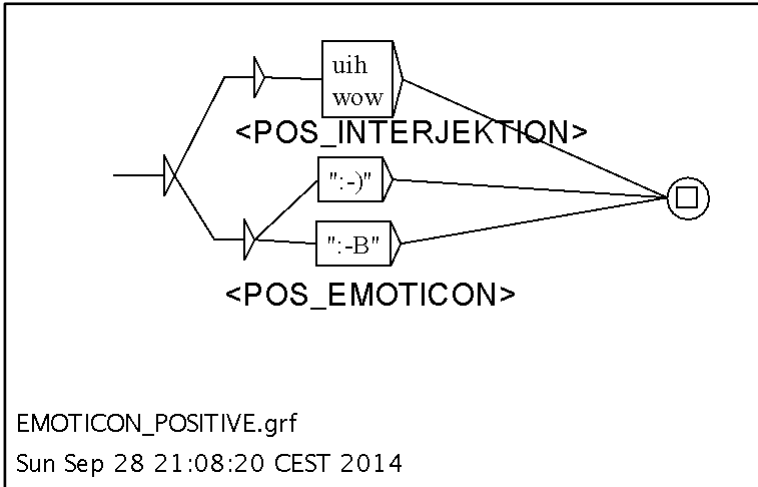 uih
wow
<POS_INTERJEKTION>
":-)"
":-B"
<POS_EMOTICON>
EMOTICON_POSITIVE.grf
Sun Sep 28 21:08:20 CEST 2014